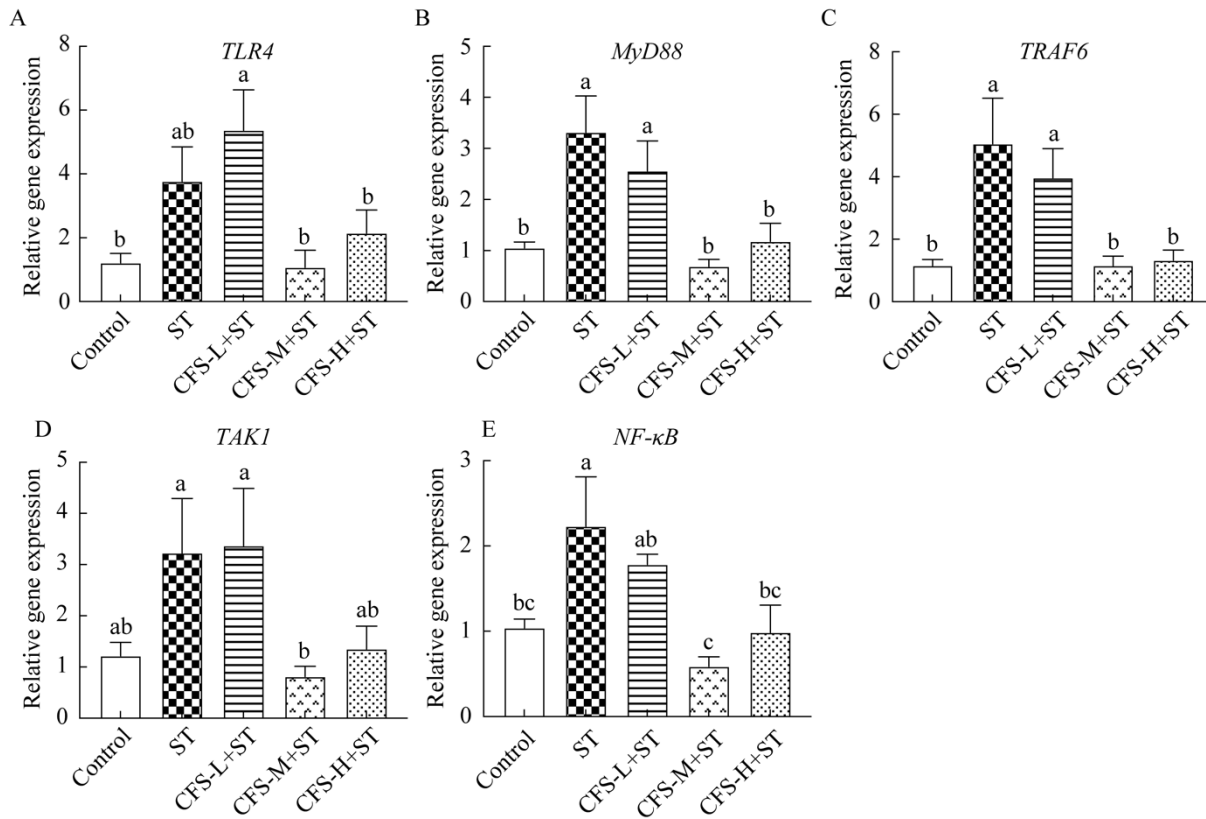 A
TLR4
Relative gene expression
8
6
4
2
0
b
ab
a
b
b
Control
ST
CFS-L+ST
CFS-M+ST
CFS-H+ST
B
MyD88
Relative gene expression
5
4
3
2
1
0
b
a
a
b
b
Control
ST
CFS-L+ST
CFS-M+ST
CFS-H+ST
C
TRAF6
Relative gene expression
8
6
4
2
0
b
a
a
b
b
Control
ST
CFS-L+ST
CFS-M+ST
CFS-H+ST
D
TAK1
Relative gene expression
5
4
3
2
1
0
ab
a
a
b
ab
Control
ST
CFS-L+ST
CFS-M+ST
CFS-H+ST
E
NF-κB
Relative gene expression
3
2
1
0
bc
a
ab
c
bc
Control
ST
CFS-L+ST
CFS-M+ST
CFS-H+ST